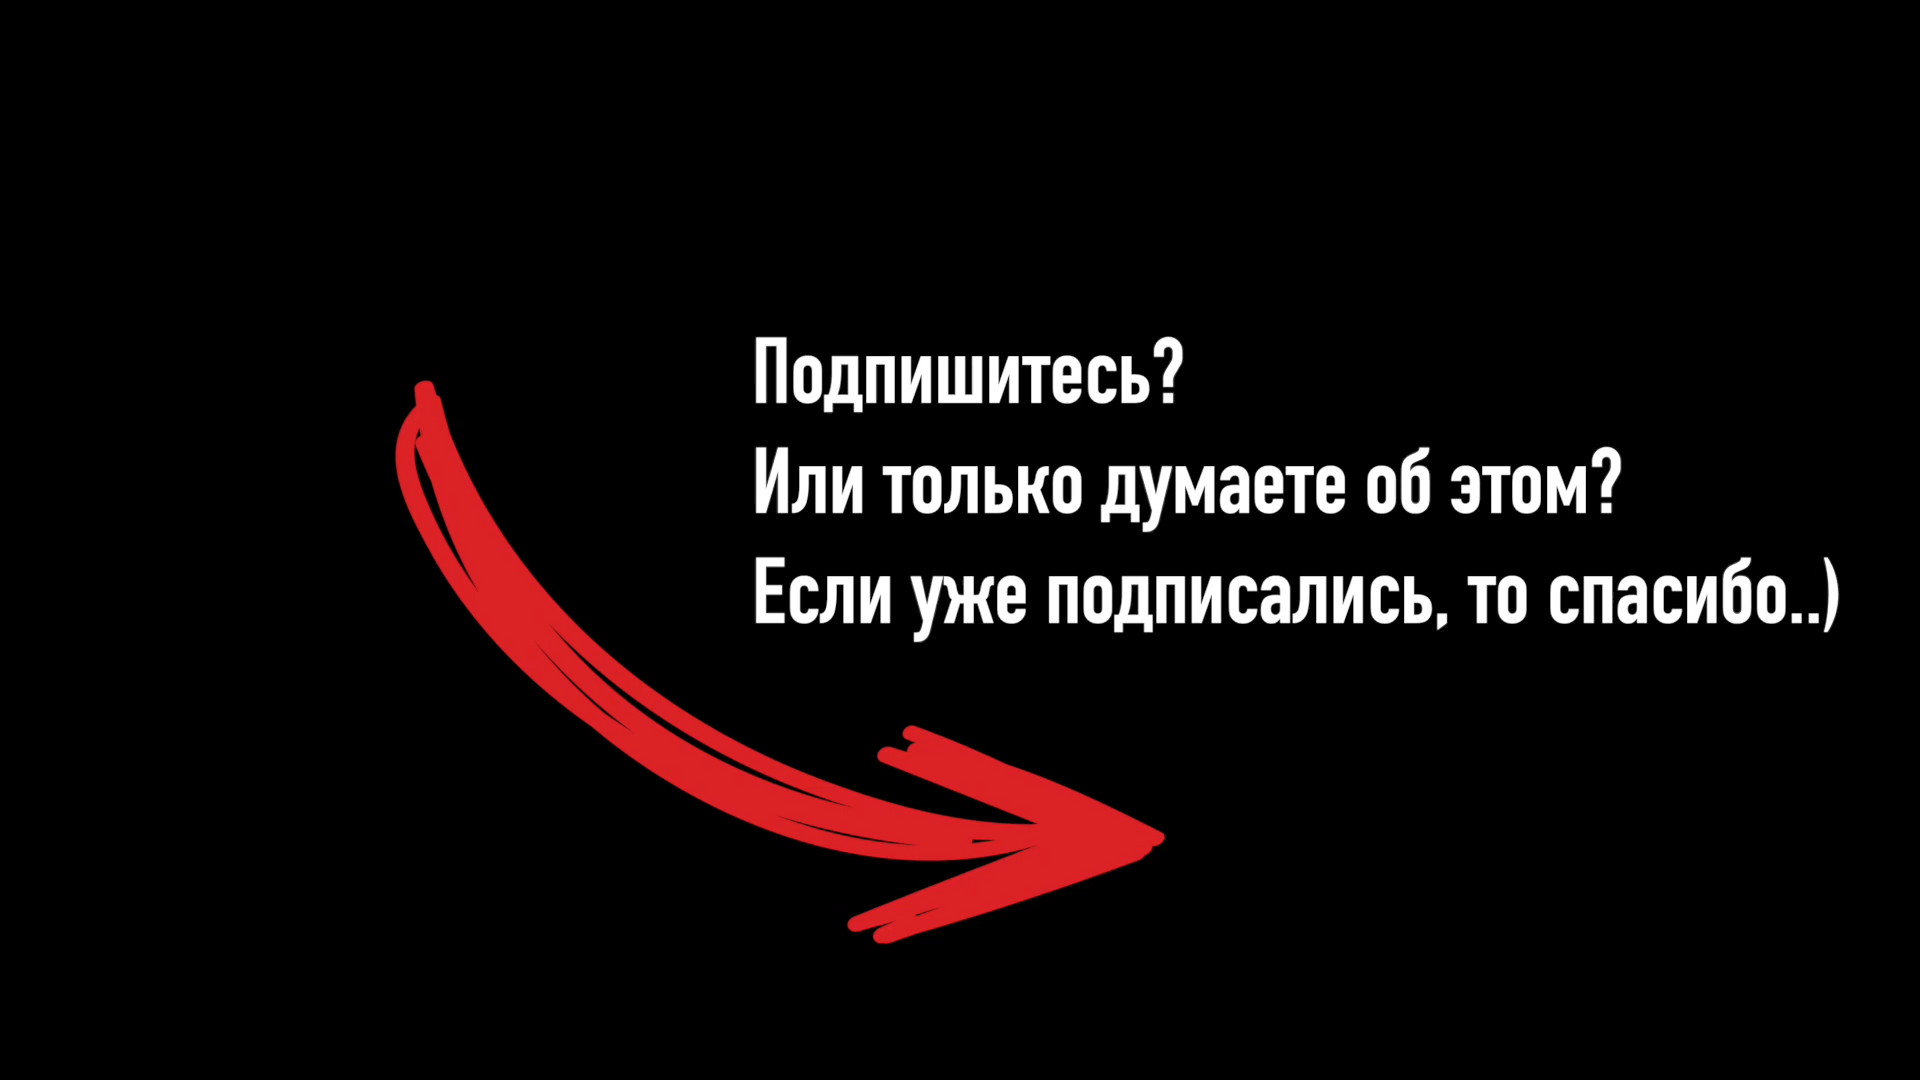 Подпишитесь?
Или только думаете об этом?
Если уже подписались, то спасибо..)